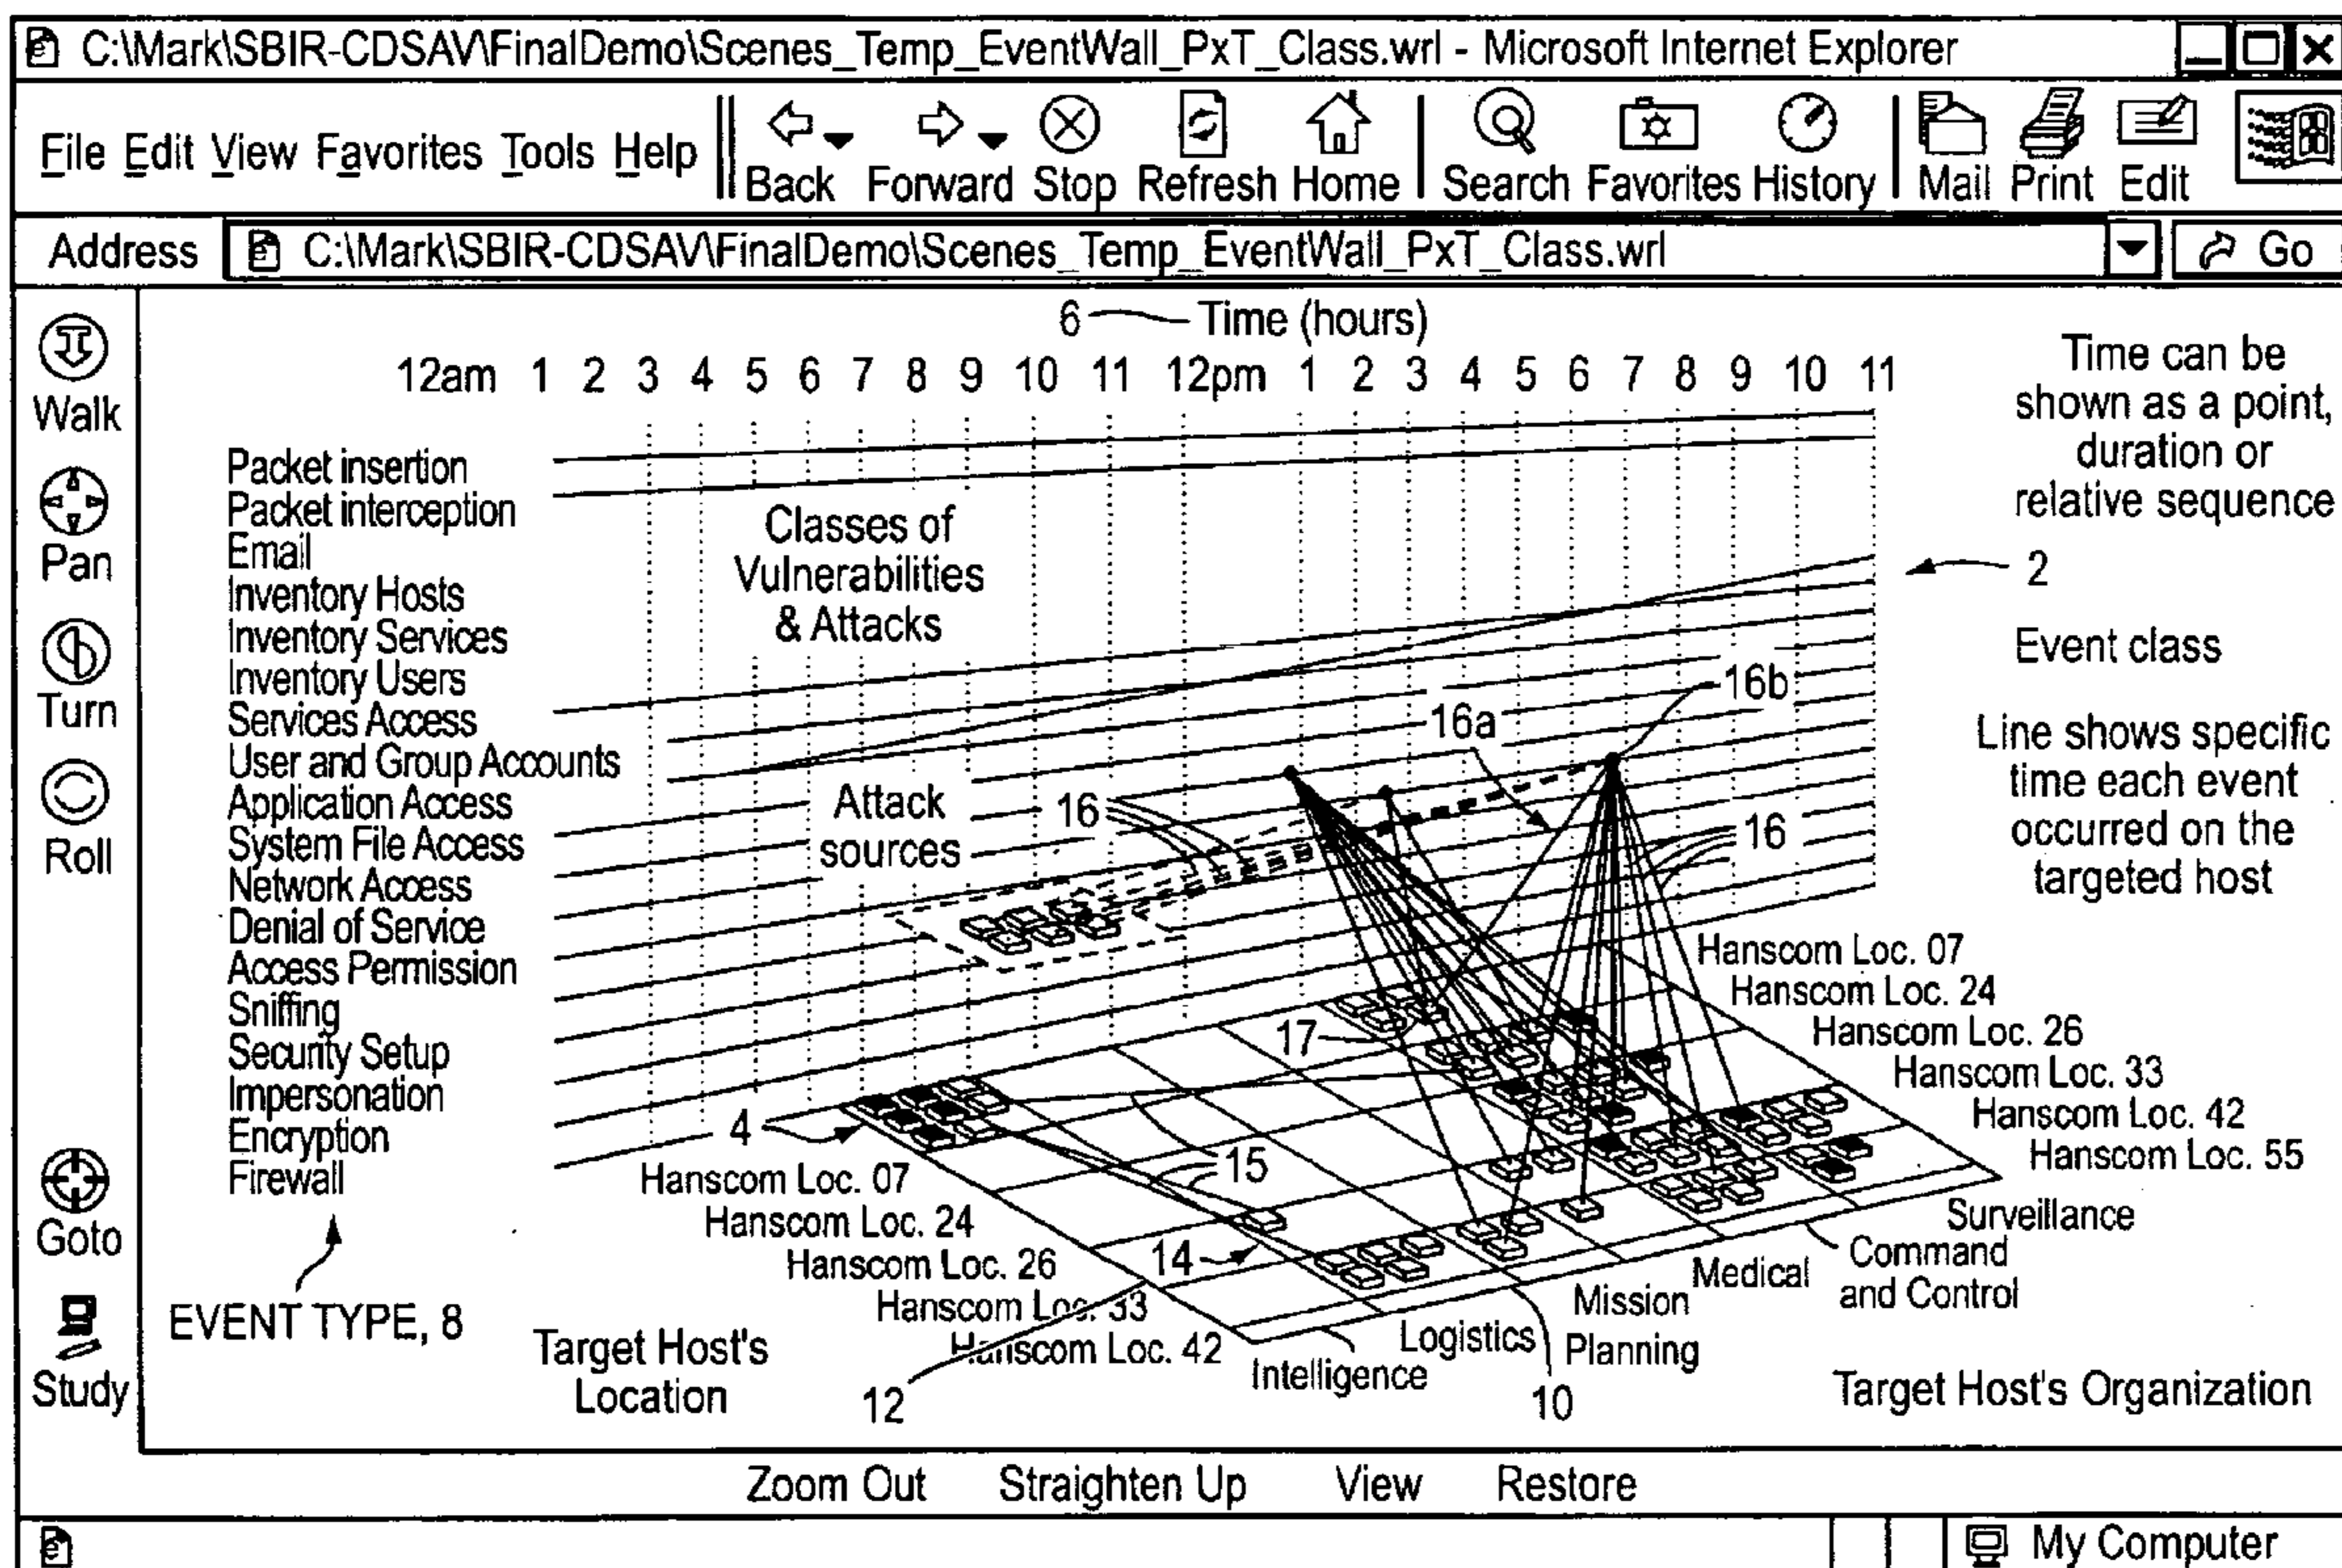 C:\Mark\SBIR-CDSAV\FinalDemo\Scenes_Temp_EventWall_PxT_Class.wrl - Microsoft Internet Explorer
File Edit View Favorites Tools Help
Back Forward Stop Refresh Home Search Favorites History Mail Print Edit
Address C:\Mark\SBIR-CDSAV\FinalDemo\Scenes_Temp_EventWall_PxT_Class.wrl Go
Walk
Pan
Turn
Roll
Goto
Study
6 Time (hours)
12am 1 2 3 4 5 6 7 8 9 10 11 12pm 1 2 3 4 5 6 7 8 9 10 11
Time can be
shown as a point,
duration or
relative sequence
2
Event class
Line shows specific
time each event
occurred on the
targeted host
Packet insertion
Packet interception
Email
Inventory Hosts
Inventory Services
Inventory Users
Services Access
User and Group Accounts
Application Access
System File Access
Network Access
Denial of Service
Access Permission
Sniffing
Security Setup
Impersonation
Encryption
Firewall
EVENT TYPE, 8
Classes of
Vulnerabilities
& Attacks
Attack
sources
16
16a
16b
16
17
4
15
14
Hanscom Loc. 07
Hanscom Loc. 24
Hanscom Loc. 26
Hanscom Loc. 33
Hanscom Loc. 42
Hanscom Loc. 55
Hanscom Loc. 07
Hanscom Loc. 24
Hanscom Loc. 26
Hanscom Loc. 33
Hanscom Loc. 42
Target Host's
Location
12
Intelligence
Logistics
10
Mission
Planning
Medical
Command
and Control
Surveillance
Target Host's Organization
Zoom Out Straighten Up View Restore
My Computer